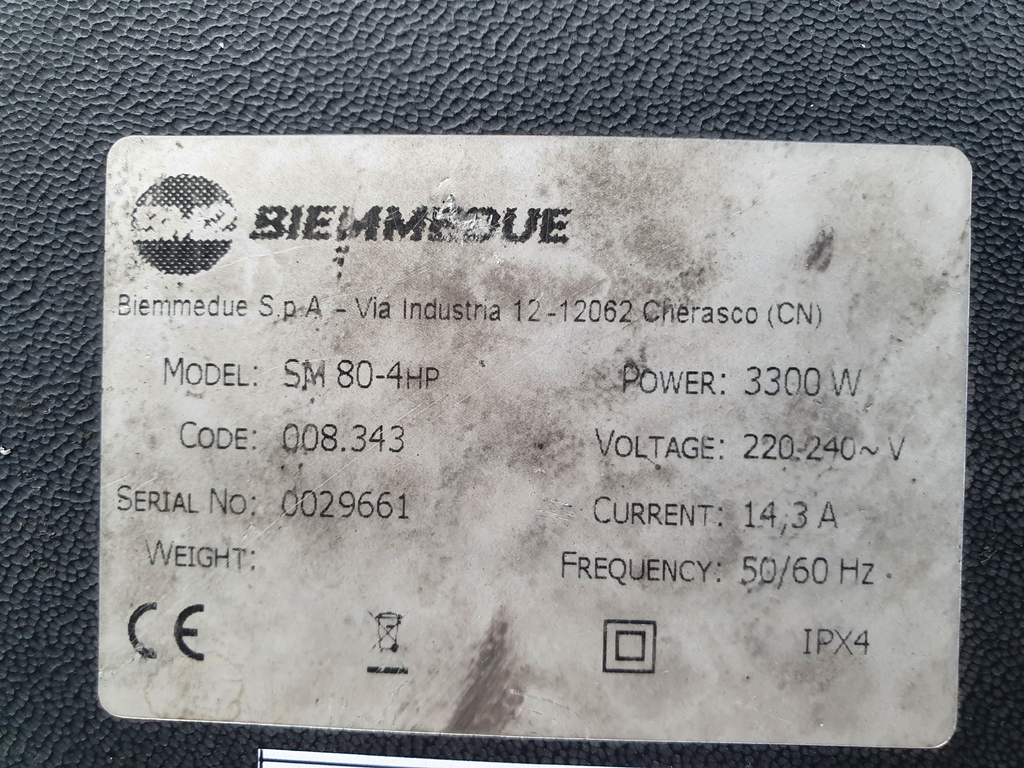 BIEMMEDUE
Biemmedue S.p.A - Via Industria 12 -12062 Cherasco (CN)
MODEL: SM 80-4HP
POWER: 3300 W
CODE: 008.343
VOLTAGE: 220-240~ V
SERIAL NO: 0029661
CURRENT: 14,3 A
WEIGHT:
FREQUENCY: 50/60 Hz
CE
IPX4